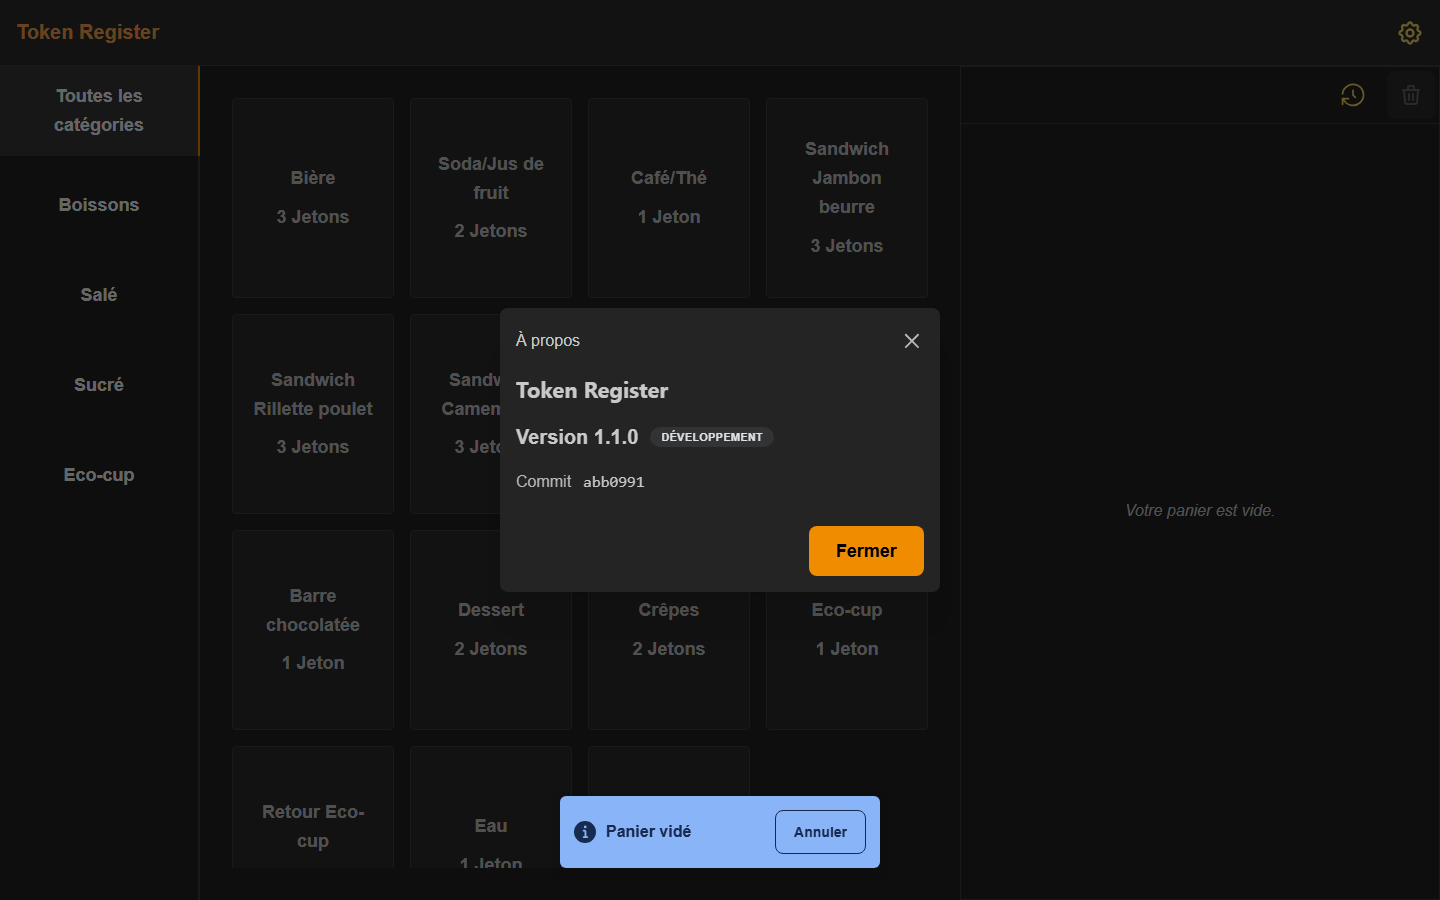 Token Register
Toutes les
catégories
Boissons
Salé
Sucré
Eco-cup
Bière
3 Jetons
Soda/Jus de
fruit
2 Jetons
Café/Thé
1 Jeton
Sandwich
Jambon
beurre
3 Jetons
Sandwich
Rillette poulet
3 Jetons
À propos
Token Register
Version 1.1.0 DÉVELOPPEMENT
Commit abb0991
Fermer
Barre
chocolatée
1 Jeton
Dessert
2 Jetons
Crêpes
2 Jetons
Eco-cup
1 Jeton
Retour Eco-
cup
Eau
1 Jeton
Panier vidé
Annuler
Votre panier est vide.